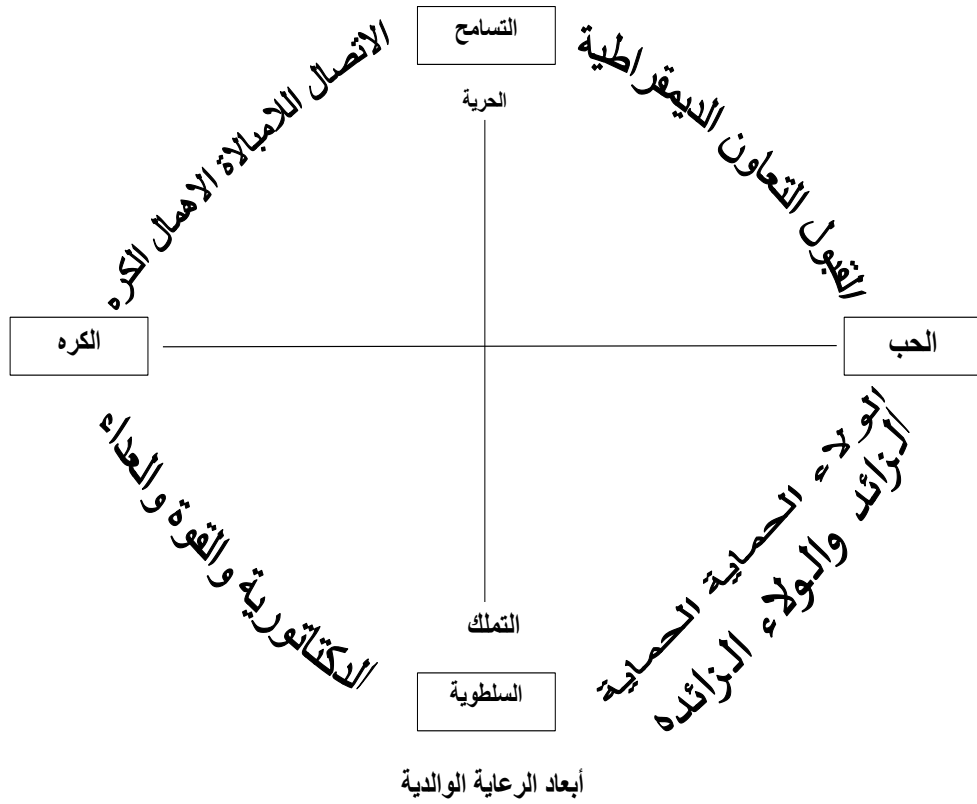 التسامح
الحرية
القبول التعاون الديمقراطية
الاتصال اللامبالاة الاهمال الكره
الحب
الكره
الولاء الحماية الحماية
الزائد والولاء الزائده
الدكتاتورية والقوة والعداء
التملك
السلطوية
أبعاد الرعاية الوالدية